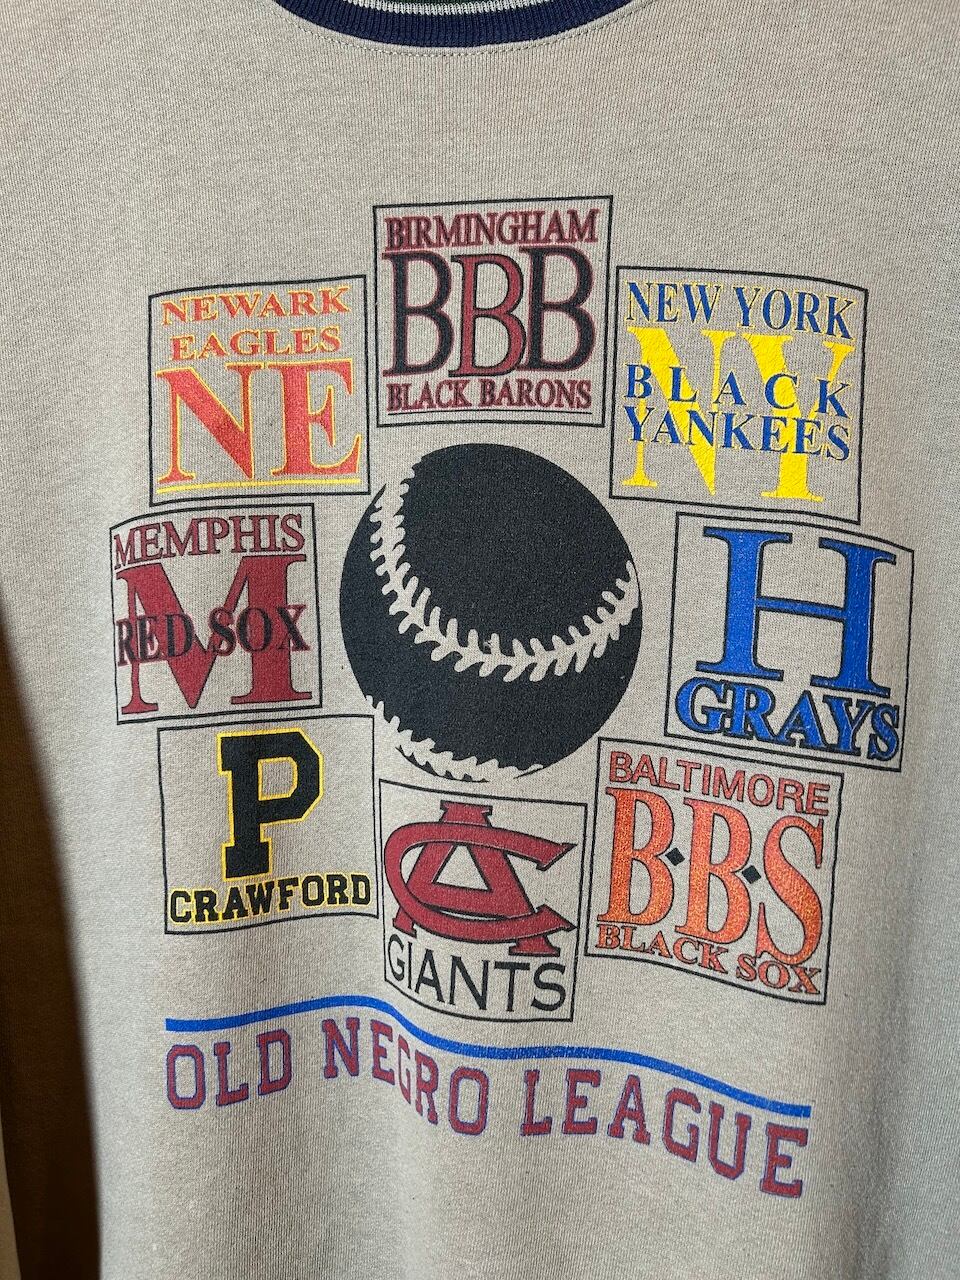 BIRMINGHAM
BBB
BLACK BARONS
NEWARK
EAGLES
NE
NEW YORK
NY
BLACK
YANKEES
MEMPHIS
M
RED SOX
H
GRAYS
P
CRAWFORD
CA
GIANTS
BALTIMORE
B·B·S
BLACK SOX
OLD NEGRO LEAGUE